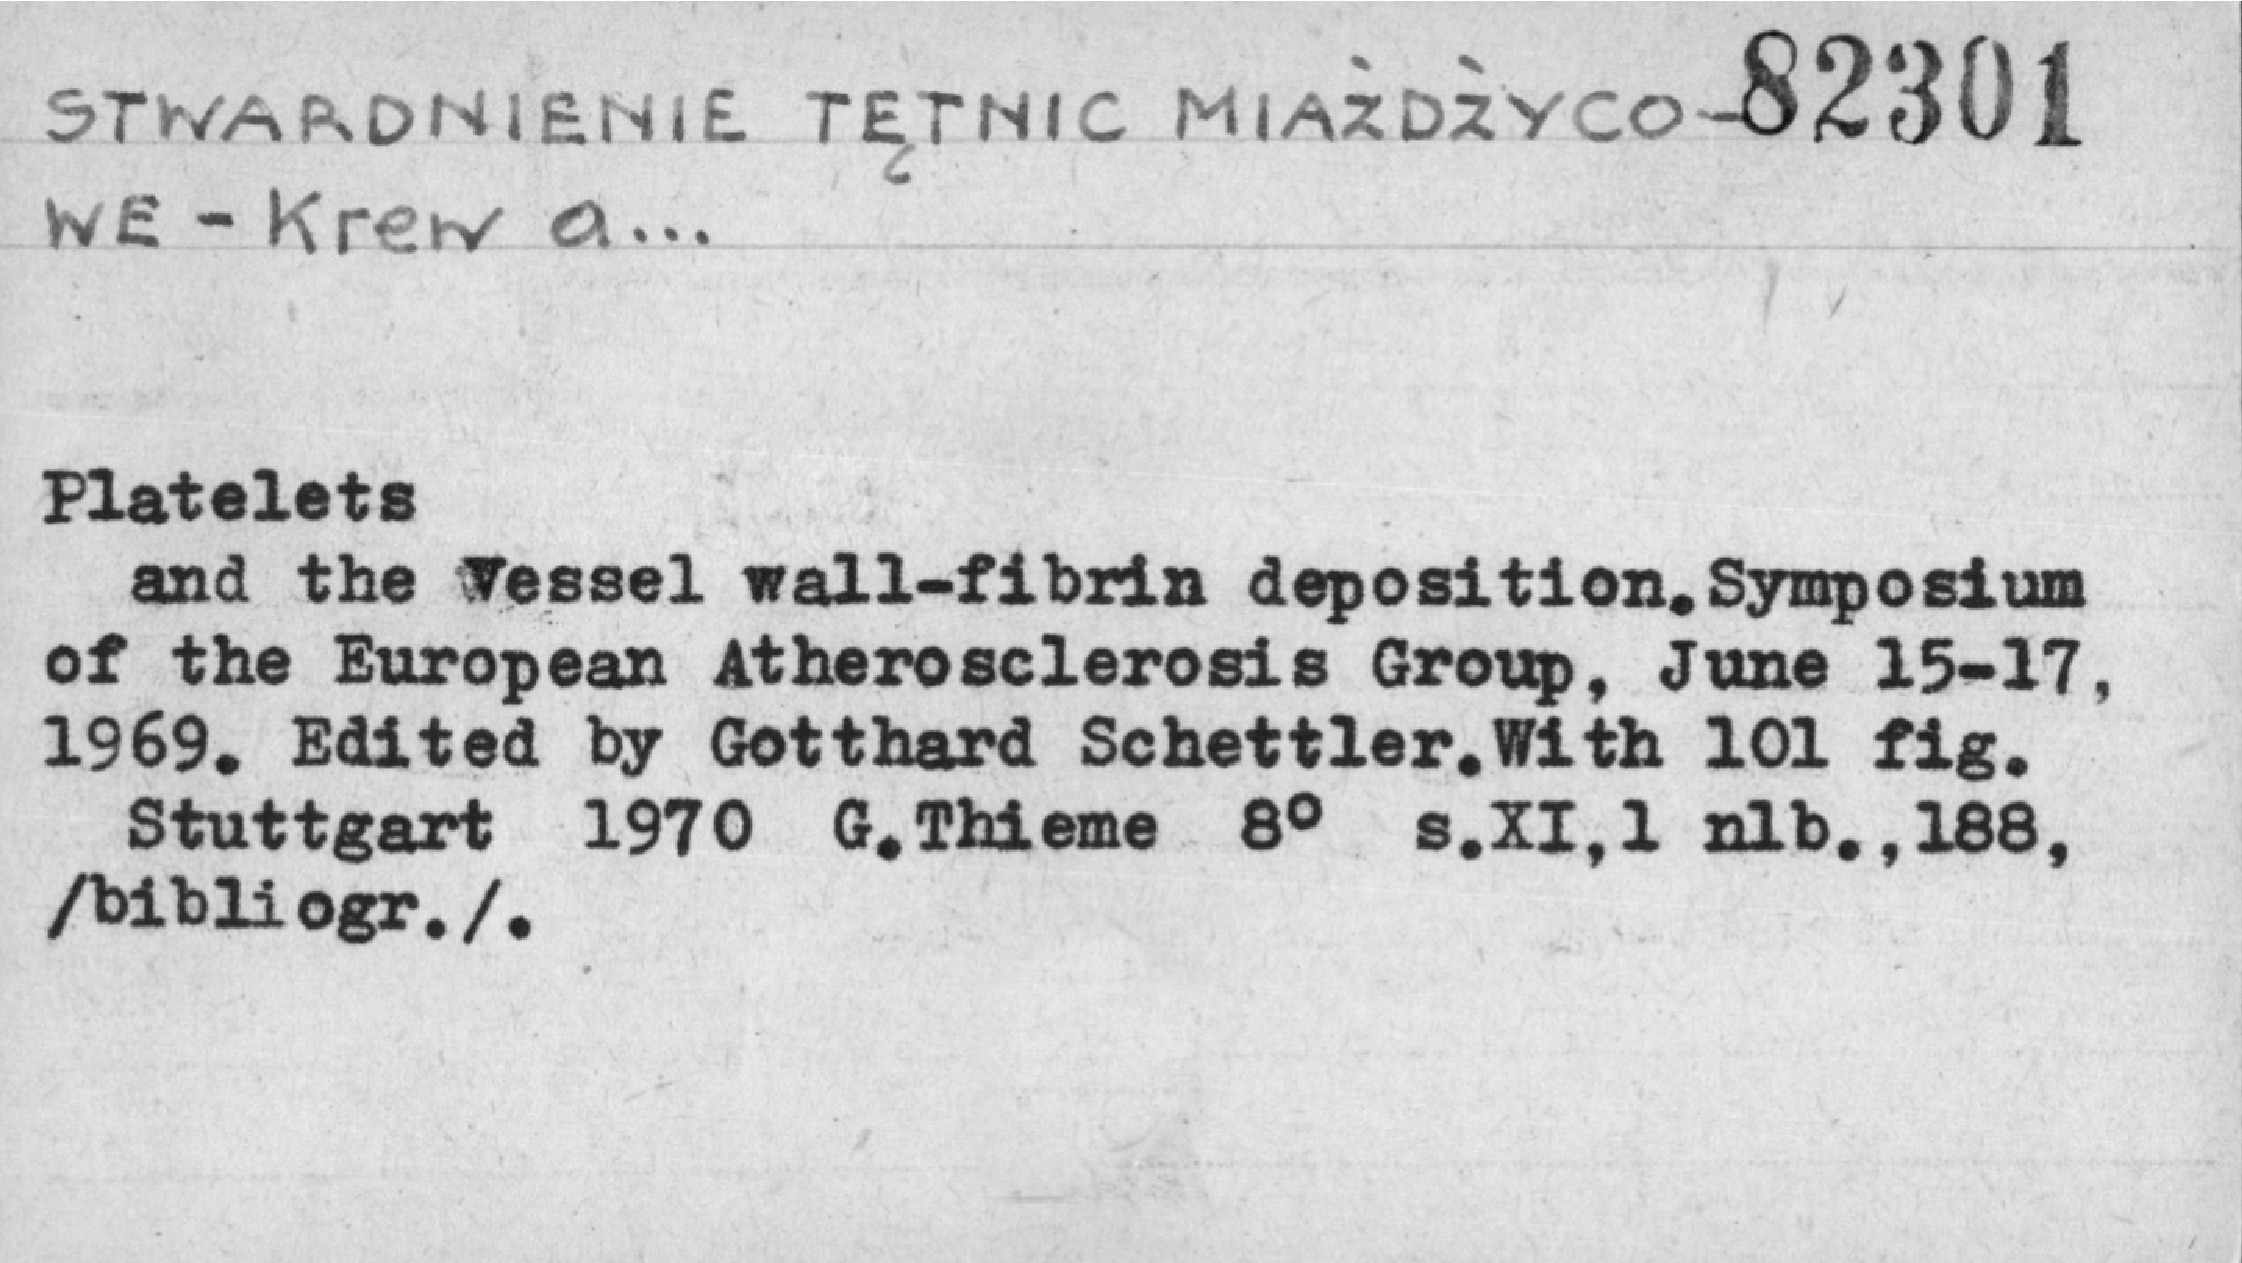 STWARDNIENIE TĘTNIC MIAŻDŻYCO- 82301
WE - Krew a...
Platelets
and the Vessel wall-fibrin deposition.Symposium
of the European Atherosclerosis Group, June 15-17,
1969. Edited by Gotthard Schettler.With 101 fig.
Stuttgart 1970 G.Thieme 8° s.XI,1 nlb.,188,
/bibliogr./.